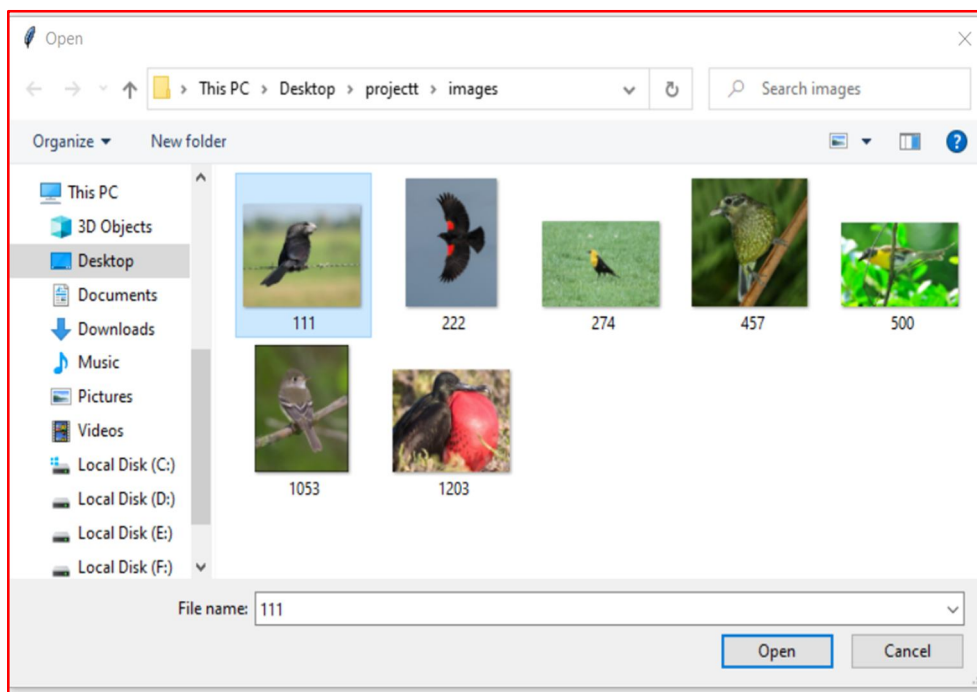 Open
This PC > Desktop > projectt > images
Search images
Organize
New folder
This PC
3D Objects
Desktop
Documents
Downloads
Music
Pictures
Videos
Local Disk (C:)
Local Disk (D:)
Local Disk (E:)
Local Disk (F:)
111
222
274
457
500
1053
1203
File name: 111
Open
Cancel